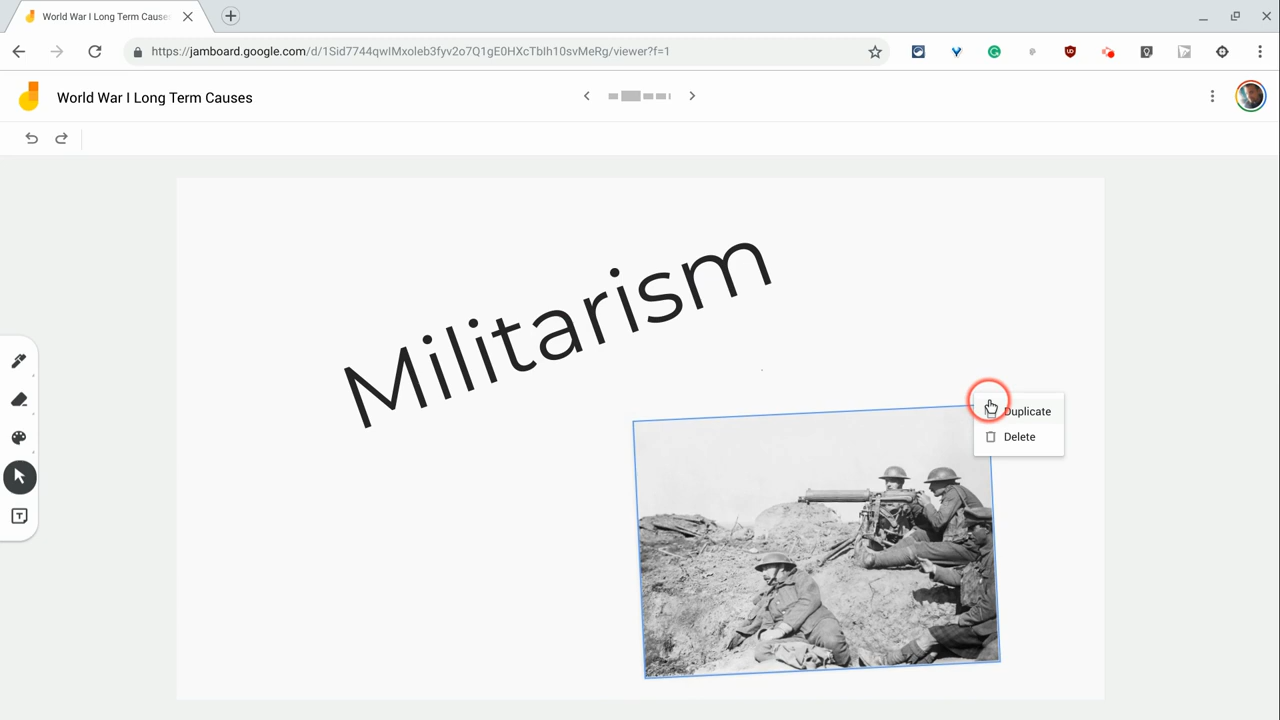 World War I Long Term Causes
https://jamboard.google.com/d/1Sid7744qwIMxoleb3fyv2o7Q1gE0HXcTbIh10svMeRg/viewer?f=1
World War I Long Term Causes
Militarism
Duplicate
Delete